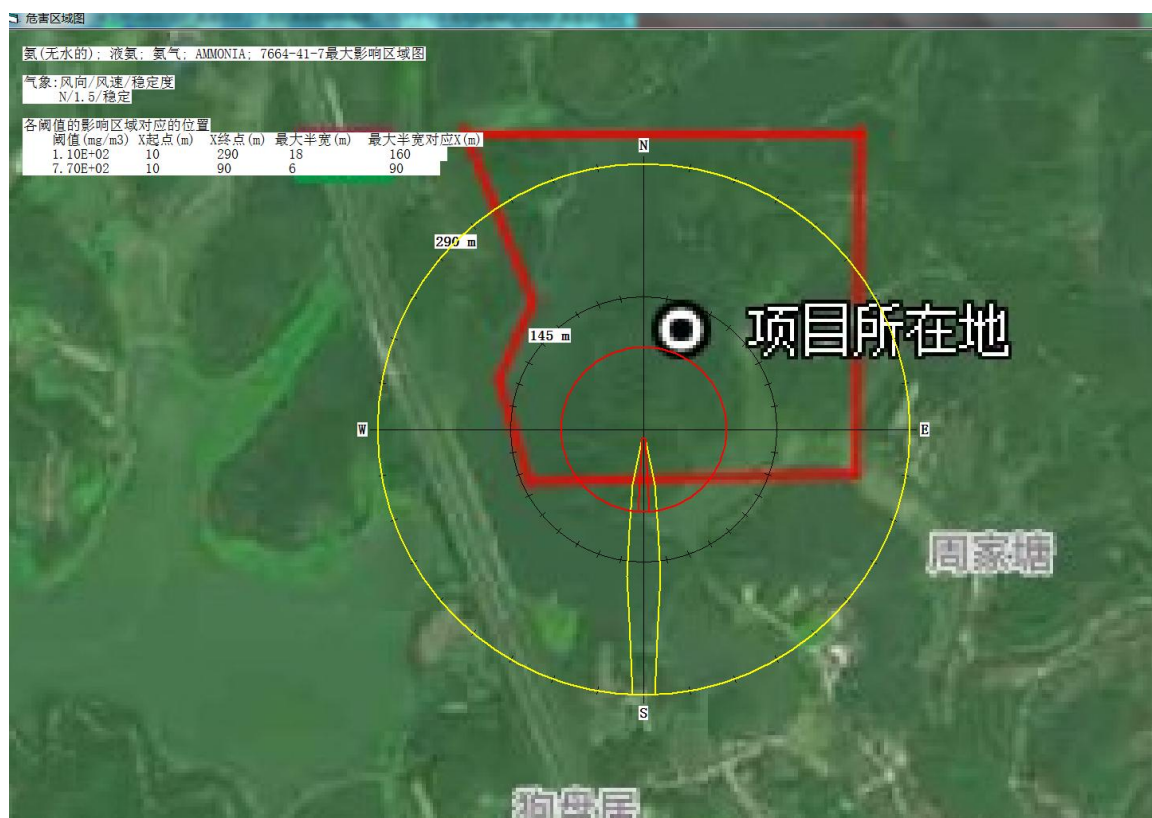 危害区域图
氨(无水的); 液氨; 氨气; AMMONIA; 7664-41-7最大影响区域图
气象:风向/风速/稳定度
N/1.5/稳定
各阈值的影响区域对应的位置
阈值(mg/m3) X起点(m) X终点(m) 最大半宽(m) 最大半宽对应X(m)
1.10E+02 10 290 18 160
7.70E+02 10 90 6 90
N
290 m
145 m
项目所在地
W
E
周家塘
S
狗盘居